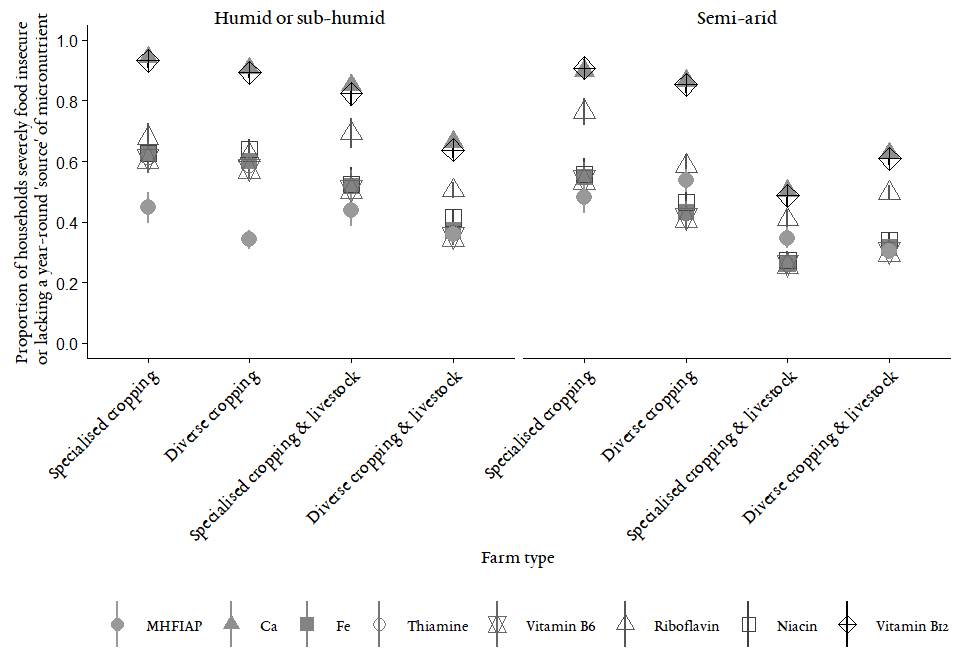 Humid or sub-humid
Semi-arid
Proportion of households severely food insecure
or lacking a year-round 'source' of micronutrient
1.0
0.8
0.6
0.4
0.2
0.0
Specialised cropping
Diverse cropping
Specialised cropping & livestock
Diverse cropping & livestock
Specialised cropping
Diverse cropping
Specialised cropping & livestock
Diverse cropping & livestock
Farm type
MHFIAP Ca Fe Thiamine Vitamin B6 Riboflavin Niacin Vitamin B12